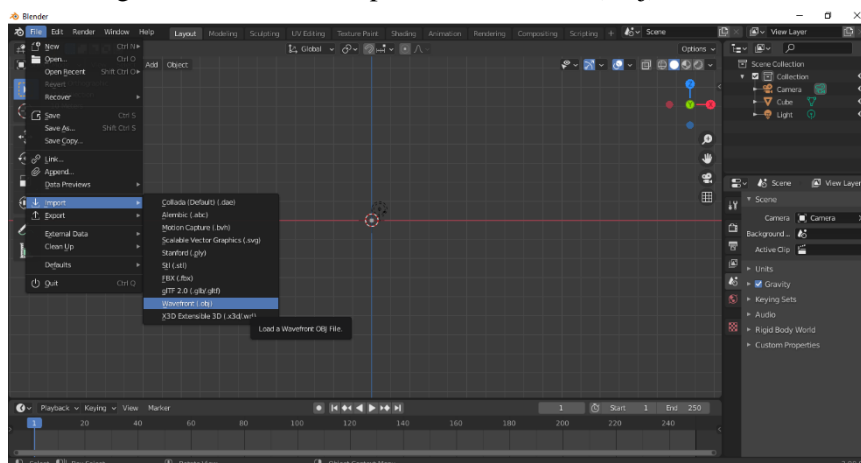 Blender
File Edit Render Window Help Layout Modeling Sculpting UV Editing Texture Paint Shading Animation Rendering Compositing Scripting + Scene View Layer
New Ctrl N
Open... Ctrl O
Open Recent Shift Ctrl O
Revert
Recover
Save Ctrl S
Save As... Shift Ctrl S
Save Copy...
Link...
Append...
Data Previews
Import
Export
External Data
Clean Up
Defaults
Quit Ctrl Q
Add Object
Global
Options
Collada (Default) (.dae)
Alembic (.abc)
Motion Capture (.bvh)
Scalable Vector Graphics (.svg)
Stanford (.ply)
Stl (.stl)
FBX (.fbx)
glTF 2.0 (.glb/.gltf)
Wavefront (.obj)
X3D Extensible 3D (.x3d/.wrl)
Load a Wavefront OBJ File.
Scene Collection
Collection
Camera
Cube
Light
Scene View Layer
Scene
Camera Camera
Background ...
Active Clip
Units
Gravity
Keying Sets
Audio
Rigid Body World
Custom Properties
Playback Keying View Marker 1 Start 1 End 250
1 20 40 60 80 100 120 140 160 180 200 220 240